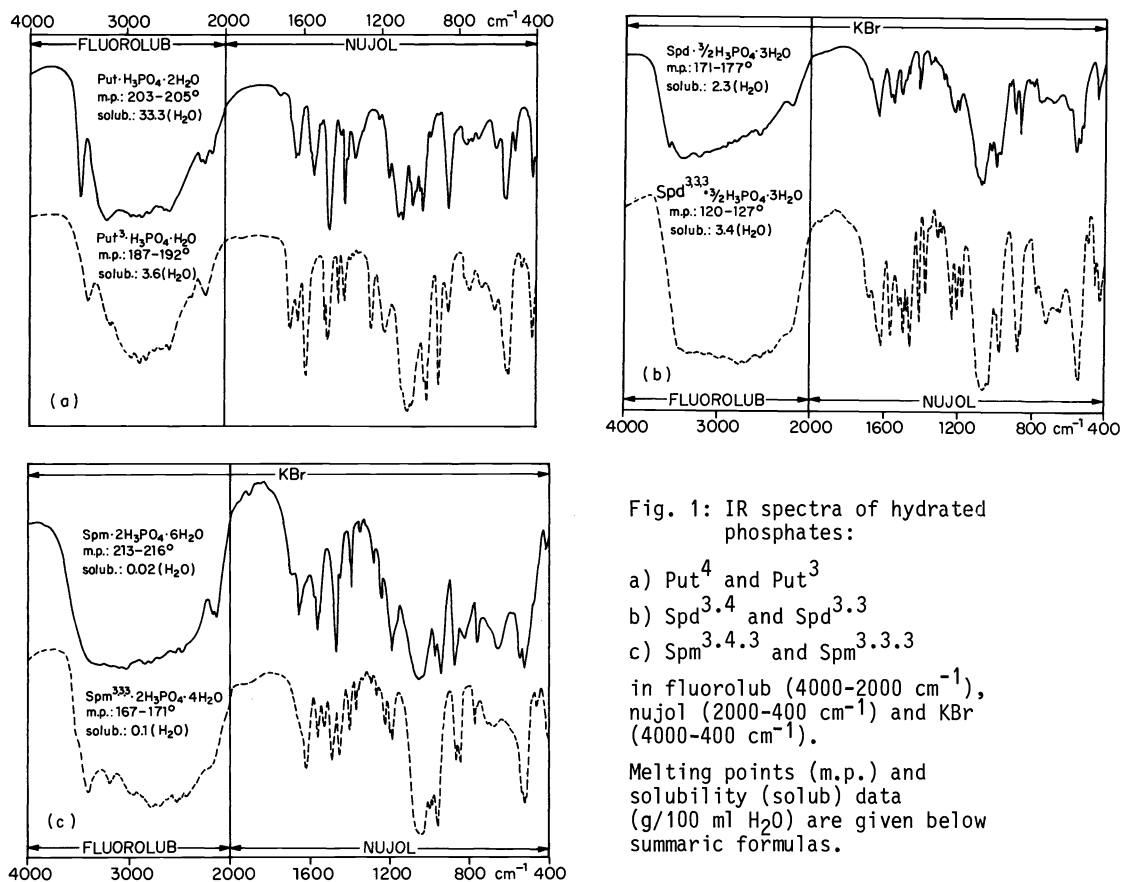 4000 3000 2000 1600 1200 800 cm⁻¹ 400
FLUOROLUB NUJOL
Put·H₃PO₄·2H₂O
m.p.: 203–205°
solub.: 33.3 (H₂O)
Put³·H₃PO₄·H₂O
m.p.: 187–192°
solub.: 3.6 (H₂O)
(a)
KBr
Spd·³/₂H₃PO₄·3H₂O
m.p.: 171–177°
solub.: 2.3 (H₂O)
Spd³·³·³·³/₂H₃PO₄·3H₂O
m.p.: 120–127°
solub.: 3.4 (H₂O)
(b)
FLUOROLUB NUJOL
4000 3000 2000 1600 1200 800 cm⁻¹ 400
KBr
Spm·2H₃PO₄·6H₂O
m.p.: 213–216°
solub.: 0.02 (H₂O)
Spm³·³·³·2H₃PO₄·4H₂O
m.p.: 167–171°
solub.: 0.1 (H₂O)
(c)
FLUOROLUB NUJOL
4000 3000 2000 1600 1200 800 cm⁻¹ 400
Fig. 1: IR spectra of hydrated
phosphates:
a) Put⁴ and Put³
b) Spd³·⁴ and Spd³·³
c) Spm³·⁴·³ and Spm³·³·³
in fluorolub (4000-2000 cm⁻¹),
nujol (2000-400 cm⁻¹) and KBr
(4000-400 cm⁻¹).
Melting points (m.p.) and
solubility (solub) data
(g/100 ml H₂O) are given below
summaric formulas.